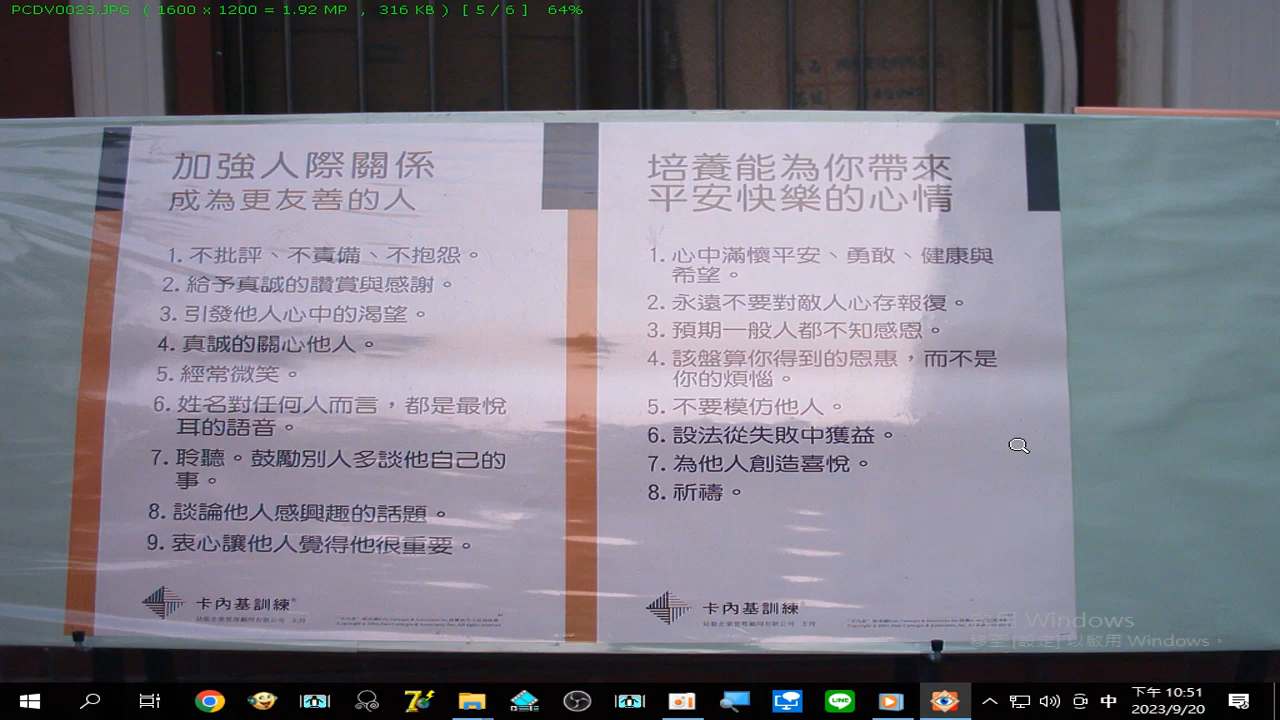 PCDV0023.JPG ( 1600 x 1200 = 1.92 MP , 316 KB ) [ 5 / 6 ] 64%
加強人際關係
成為更友善的人
1. 不批評、不責備、不抱怨。
2. 給予真誠的讚賞與感謝。
3. 引發他人心中的渴望。
4. 真誠的關心他人。
5. 經常微笑。
6. 姓名對任何人而言，都是最悅
耳的語音。
7. 聆聽。鼓勵別人多談他自己的
事。
8. 談論他人感興趣的話題。
9. 衷心讓他人覺得他很重要。
卡內基訓練®
培養能為你帶來
平安快樂的心情
1. 心中滿懷平安、勇敢、健康與
希望。
2. 永遠不要對敵人心存報復。
3. 預期一般人都不知感恩。
4. 該盤算你得到的恩惠，而不是
你的煩惱。
5. 不要模仿他人。
6. 設法從失敗中獲益。
7. 為他人創造喜悅。
8. 祈禱。
卡內基訓練®
啟用 Windows
移至 [設定] 以啟用 Windows。
中
下午 10:51
2023/9/20